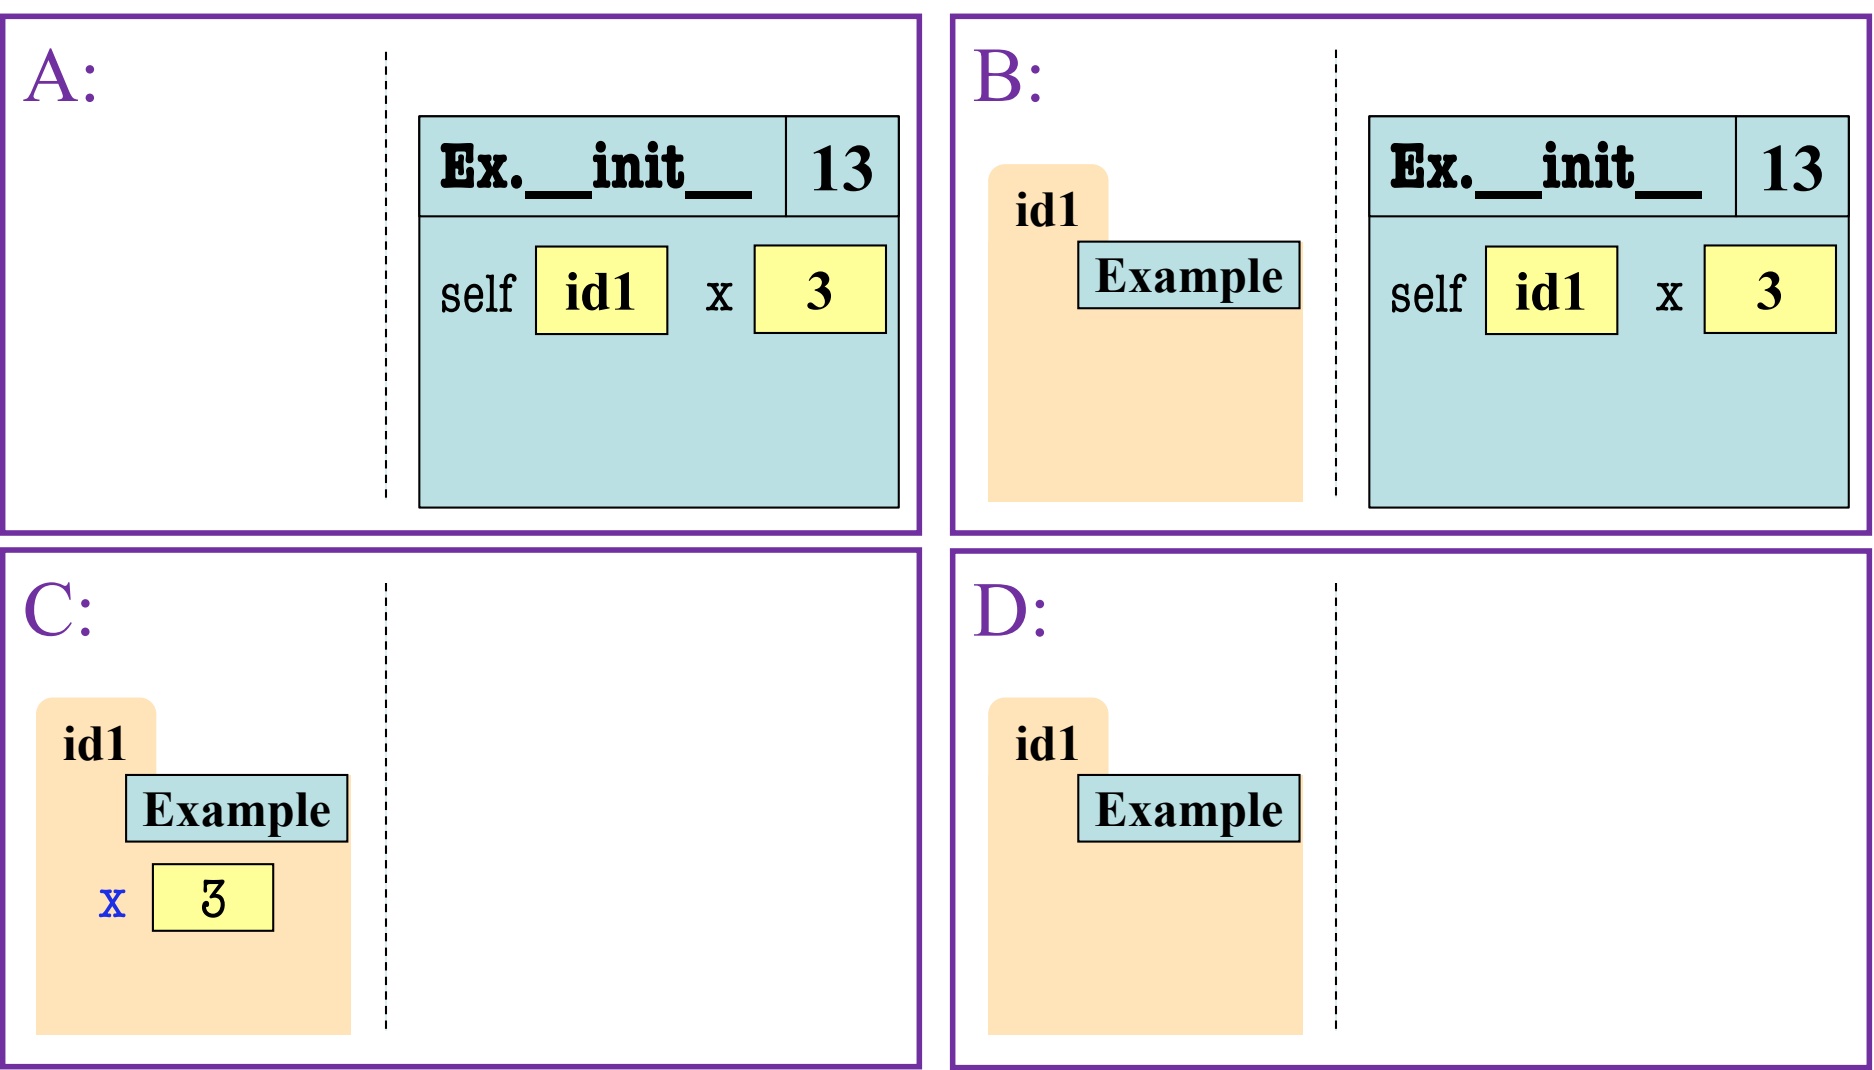 A:
Ex.__init__ 13
self id1 x 3
B:
id1
Example
Ex.__init__ 13
self id1 x 3
C:
id1
Example
x 3
D:
id1
Example